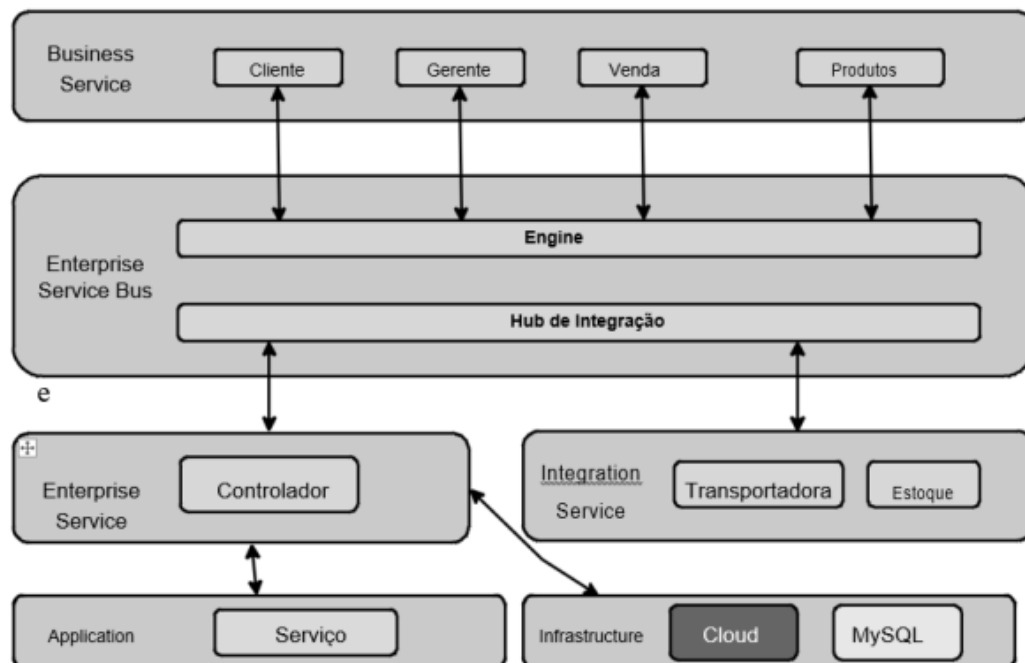 Business
Service
Cliente
Gerente
Venda
Produtos
Enterprise
Service Bus
Engine
Hub de Integração
e
Enterprise
Service
Controlador
Integration
Service
Transportadora
Estoque
Application
Serviço
Infrastructure
Cloud
MySQL